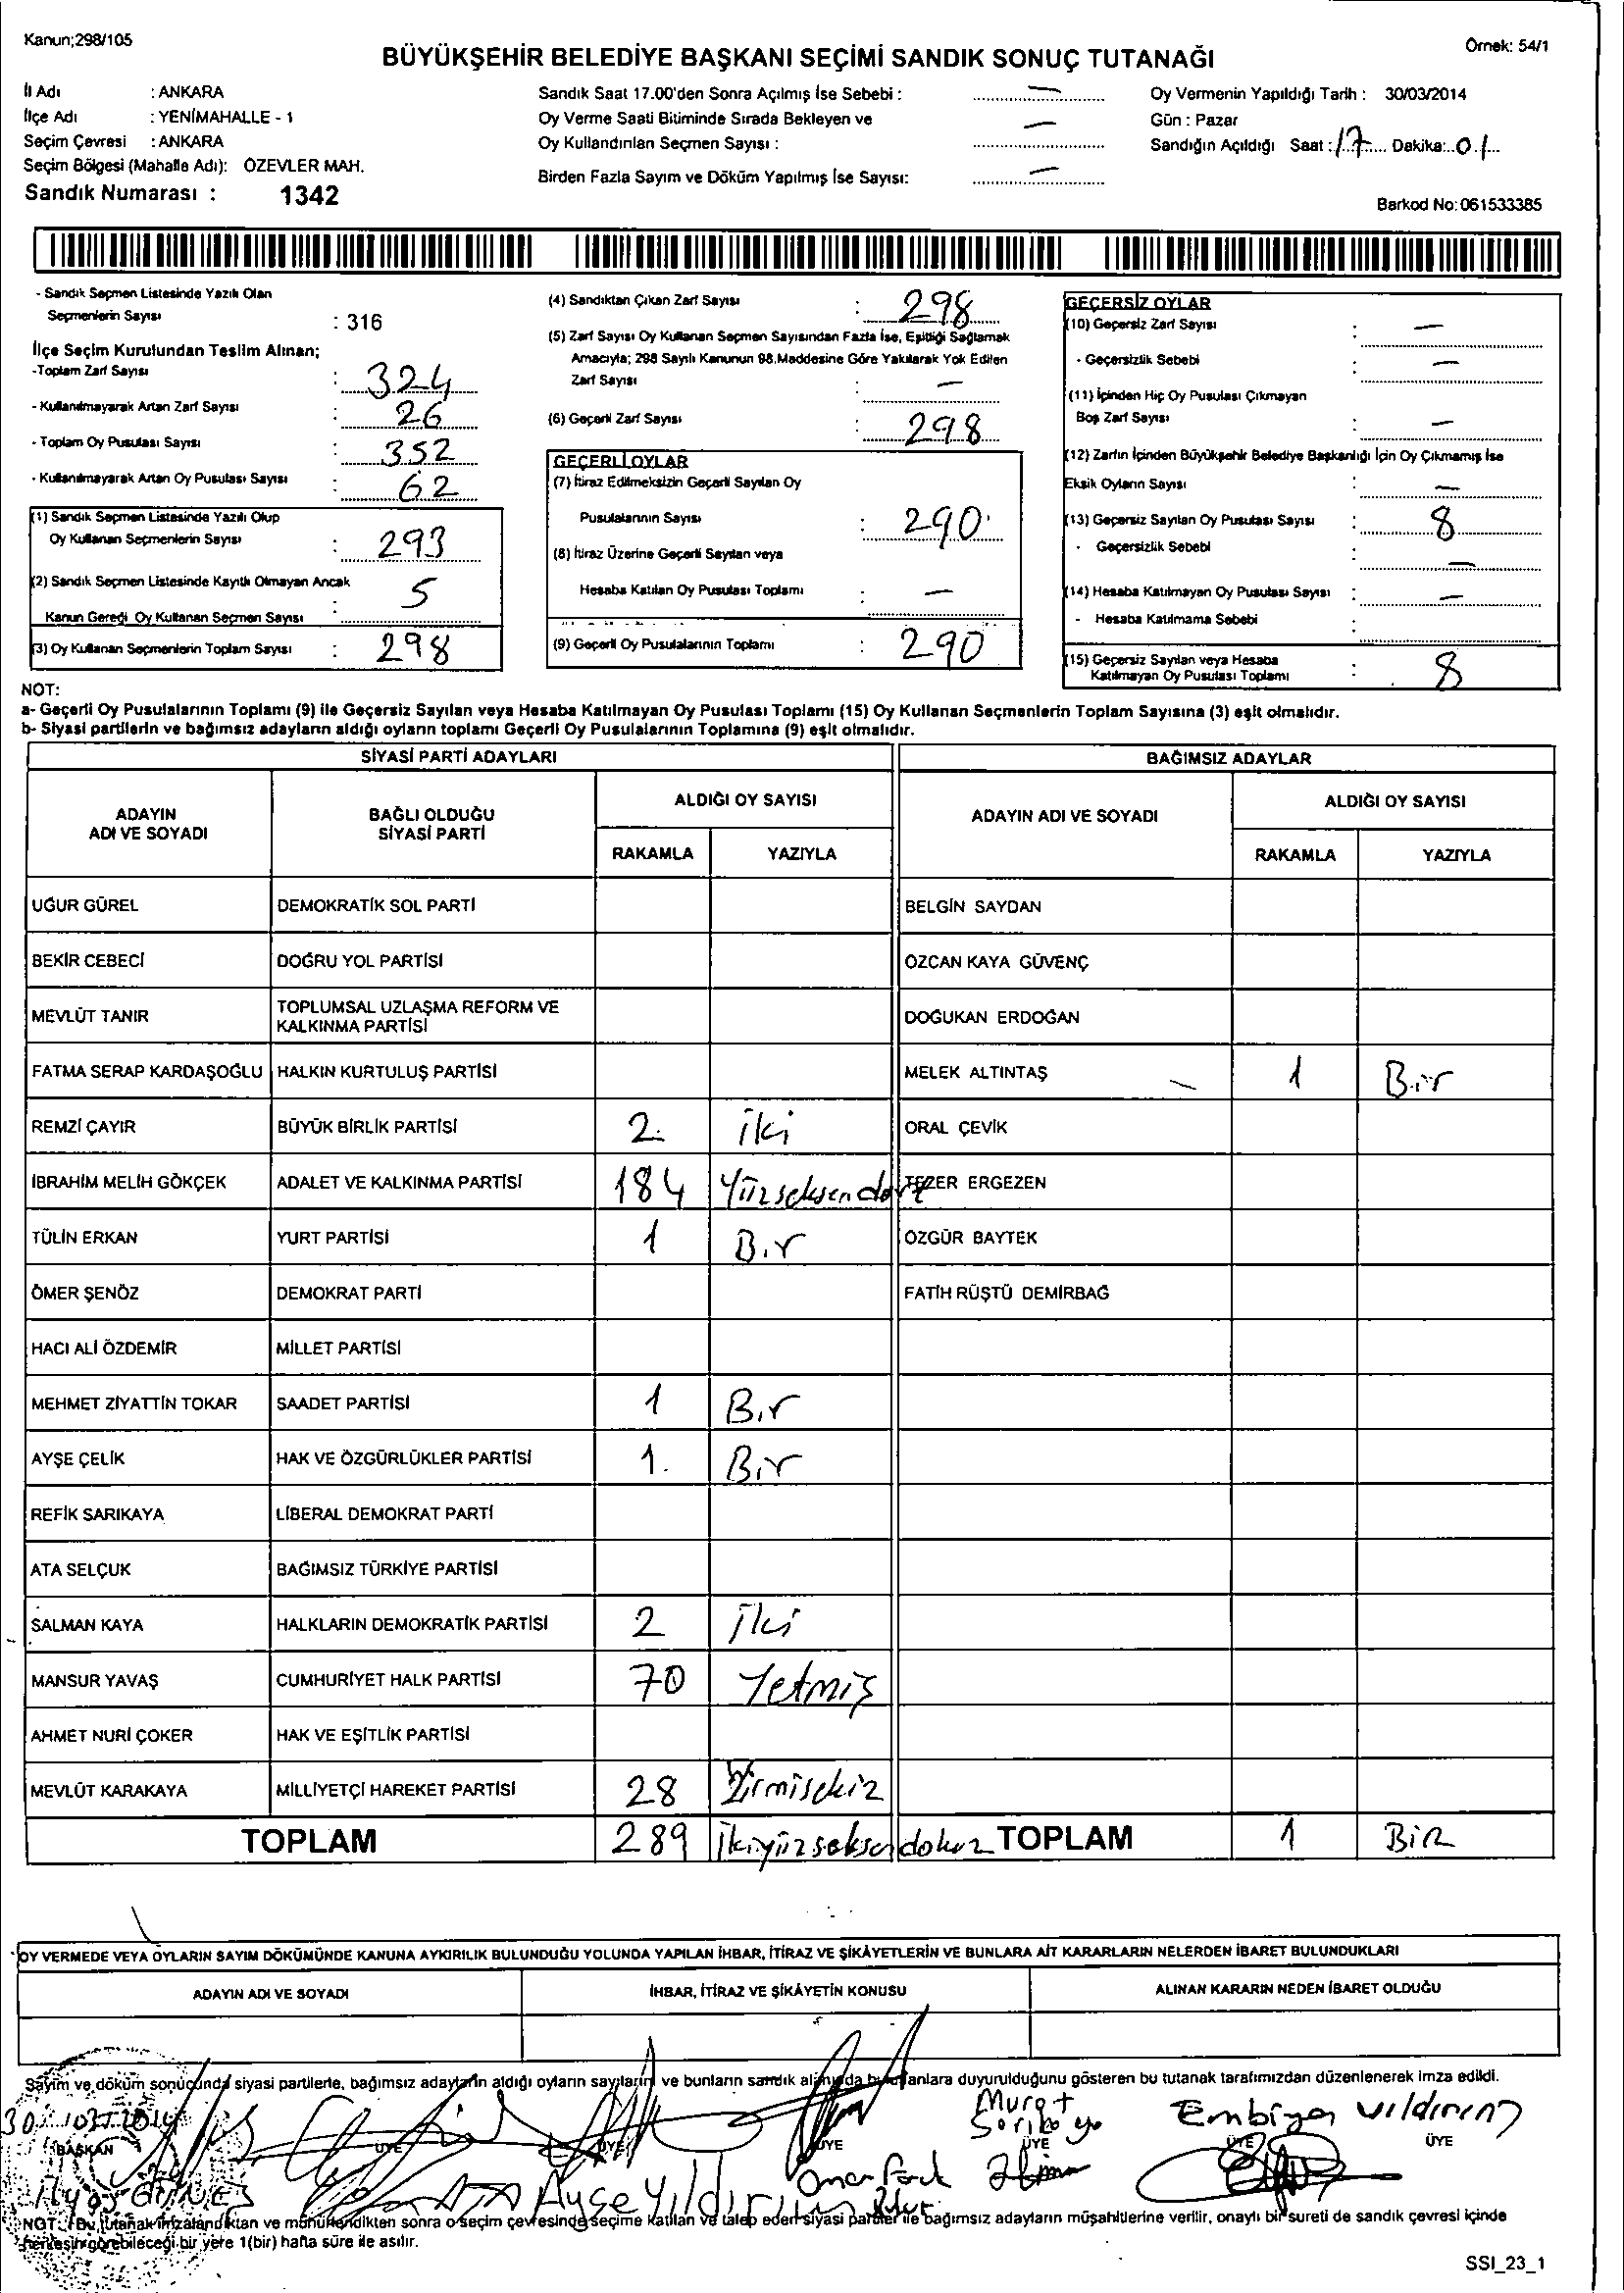 Kanun;298/105
Örnek: 54/1
BÜYÜKŞEHİR BELEDİYE BAŞKANI SEÇİMİ SANDIK SONUÇ TUTANAĞI
İl Adı : ANKARA
İlçe Adı : YENİMAHALLE - 1
Seçim Çevresi : ANKARA
Seçim Bölgesi (Mahalle Adı): ÖZEVLER MAH.
Sandık Numarası : 1342
Sandık Saat 17.00'den Sonra Açılmış İse Sebebi : —
Oy Verme Saati Bitiminde Sırada Bekleyen ve
Oy Kullandırılan Seçmen Sayısı : —
Birden Fazla Sayım ve Döküm Yapılmış İse Sayısı: —
Oy Vermenin Yapıldığı Tarih : 30/03/2014
Gün : Pazar
Sandığın Açıldığı Saat : 17 Dakika: 01
Barkod No:061533385
- Sandık Seçmen Listesinde Yazılı Olan
Seçmenlerin Sayısı : 316
İlçe Seçim Kurulundan Teslim Alınan;
-Toplam Zarf Sayısı : 324
- Kullanılmayarak Artan Zarf Sayısı : 26
- Toplam Oy Pusulası Sayısı : 352
- Kullanılmayarak Artan Oy Pusulası Sayısı : 62
(1) Sandık Seçmen Listesinde Yazılı Olup
Oy Kullanan Seçmenlerin Sayısı : 293
(2) Sandık Seçmen Listesinde Kayıtlı Olmayan Ancak
Kanun Gereği Oy Kullanan Seçmen Sayısı : 5
(3) Oy Kullanan Seçmenlerin Toplam Sayısı : 298
(4) Sandıktan Çıkan Zarf Sayısı : 298
(5) Zarf Sayısı Oy Kullanan Seçmen Sayısından Fazla İse, Eşitliği Sağlamak
Amacıyla; 298 Sayılı Kanunun 98.Maddesine Göre Yakılarak Yok Edilen
Zarf Sayısı : —
(6) Geçerli Zarf Sayısı : 298
GEÇERLİ OYLAR
(7) İtiraz Edilmeksizin Geçerli Sayılan Oy
Pusulalarının Sayısı : 290
(8) İtiraz Üzerine Geçerli Sayılan veya
Hesaba Katılan Oy Pusulası Toplamı : —
(9) Geçerli Oy Pusulalarının Toplamı : 290
GEÇERSİZ OYLAR
(10) Geçersiz Zarf Sayısı : —
- Geçersizlik Sebebi : —
(11) İçinden Hiç Oy Pusulası Çıkmayan
Boş Zarf Sayısı : —
(12) Zarfın İçinden Büyükşehir Belediye Başkanlığı İçin Oy Çıkmamış İse
Eksik Oyların Sayısı : —
(13) Geçersiz Sayılan Oy Pusulası Sayısı : 8
- Geçersizlik Sebebi : —
(14) Hesaba Katılmayan Oy Pusulası Sayısı : —
- Hesaba Katılmama Sebebi :
(15) Geçersiz Sayılan veya Hesaba
Katılmayan Oy Pusulası Toplamı : 8
NOT:
a- Geçerli Oy Pusulalarının Toplamı (9) ile Geçersiz Sayılan veya Hesaba Katılmayan Oy Pusulası Toplamı (15) Oy Kullanan Seçmenlerin Toplam Sayısına (3) eşit olmalıdır.
b- Siyasi partilerin ve bağımsız adayların aldığı oyların toplamı Geçerli Oy Pusulalarının Toplamına (9) eşit olmalıdır.
SİYASİ PARTİ ADAYLARI
ADAYIN ADI VE SOYADI BAĞLI OLDUĞU SİYASİ PARTİ ALDIĞI OY SAYISI
RAKAMLA YAZIYLA
UĞUR GÜREL DEMOKRATİK SOL PARTİ
BEKİR CEBECİ DOĞRU YOL PARTİSİ
MEVLÜT TANIR TOPLUMSAL UZLAŞMA REFORM VE
KALKINMA PARTİSİ
FATMA SERAP KARDAŞOĞLU HALKIN KURTULUŞ PARTİSİ
REMZİ ÇAYIR BÜYÜK BİRLİK PARTİSİ 2 iki
İBRAHİM MELİH GÖKÇEK ADALET VE KALKINMA PARTİSİ 184 Yüzseksendört
TÜLİN ERKAN YURT PARTİSİ 1 Bir
ÖMER ŞENÖZ DEMOKRAT PARTİ
HACI ALİ ÖZDEMİR MİLLET PARTİSİ
MEHMET ZİYATTİN TOKAR SAADET PARTİSİ 1 Bir
AYŞE ÇELİK HAK VE ÖZGÜRLÜKLER PARTİSİ 1 Bir
REFİK SARIKAYA LİBERAL DEMOKRAT PARTİ
ATA SELÇUK BAĞIMSIZ TÜRKİYE PARTİSİ
SALMAN KAYA HALKLARIN DEMOKRATİK PARTİSİ 2 iki
MANSUR YAVAŞ CUMHURİYET HALK PARTİSİ 70 Yetmiş
AHMET NURİ ÇOKER HAK VE EŞİTLİK PARTİSİ
MEVLÜT KARAKAYA MİLLİYETÇİ HAREKET PARTİSİ 28 Yirmisekiz
TOPLAM 289 İkiyüzseksendokuz
BAĞIMSIZ ADAYLAR
ADAYIN ADI VE SOYADI ALDIĞI OY SAYISI
RAKAMLA YAZIYLA
BELGİN SAYDAN
ÖZCAN KAYA GÜVENÇ
DOĞUKAN ERDOĞAN
MELEK ALTINTAŞ 1 Bir
ORAL ÇEVİK
TEZER ERGEZEN
ÖZGÜR BAYTEK
FATİH RÜŞTÜ DEMİRBAĞ
TOPLAM 1 BİR
OY VERMEDE VEYA OYLARIN SAYIM DÖKÜMÜNDE KANUNA AYKIRILIK BULUNDUĞU YOLUNDA YAPILAN İHBAR, İTİRAZ VE ŞİKÂYETLERİN VE BUNLARA AİT KARARLARIN NELERDEN İBARET BULUNDUKLARI
ADAYIN ADI VE SOYADI İHBAR, İTİRAZ VE ŞİKÂYETİN KONUSU ALINAN KARARIN NEDEN İBARET OLDUĞU
Sayım ve döküm sonucunda siyasi partilerle, bağımsız adayların aldığı oyların sayılarını ve bunların sandık alanında bulunanlara duyurulduğunu gösteren bu tutanak tarafımızdan düzenlenerek imza edildi.
30/03/2014
Murat
Embiya Yıldırım
BAŞKAN ÜYE ÜYE ÜYE ÜYE ÜYE ÜYE
İlyas GÜNEŞ Ayşe Yıldırım Ömer Faruk
NOT: Bu tutanak imzalandıktan ve mühürlendikten sonra o seçim çevresinde seçime katılan ve talep eden siyasi partiler ile bağımsız adayların müşahitlerine verilir, onaylı bir sureti de sandık çevresi içinde
herkesin görebileceği bir yere 1(bir) hafta süre ile asılır.
SSI_23_1